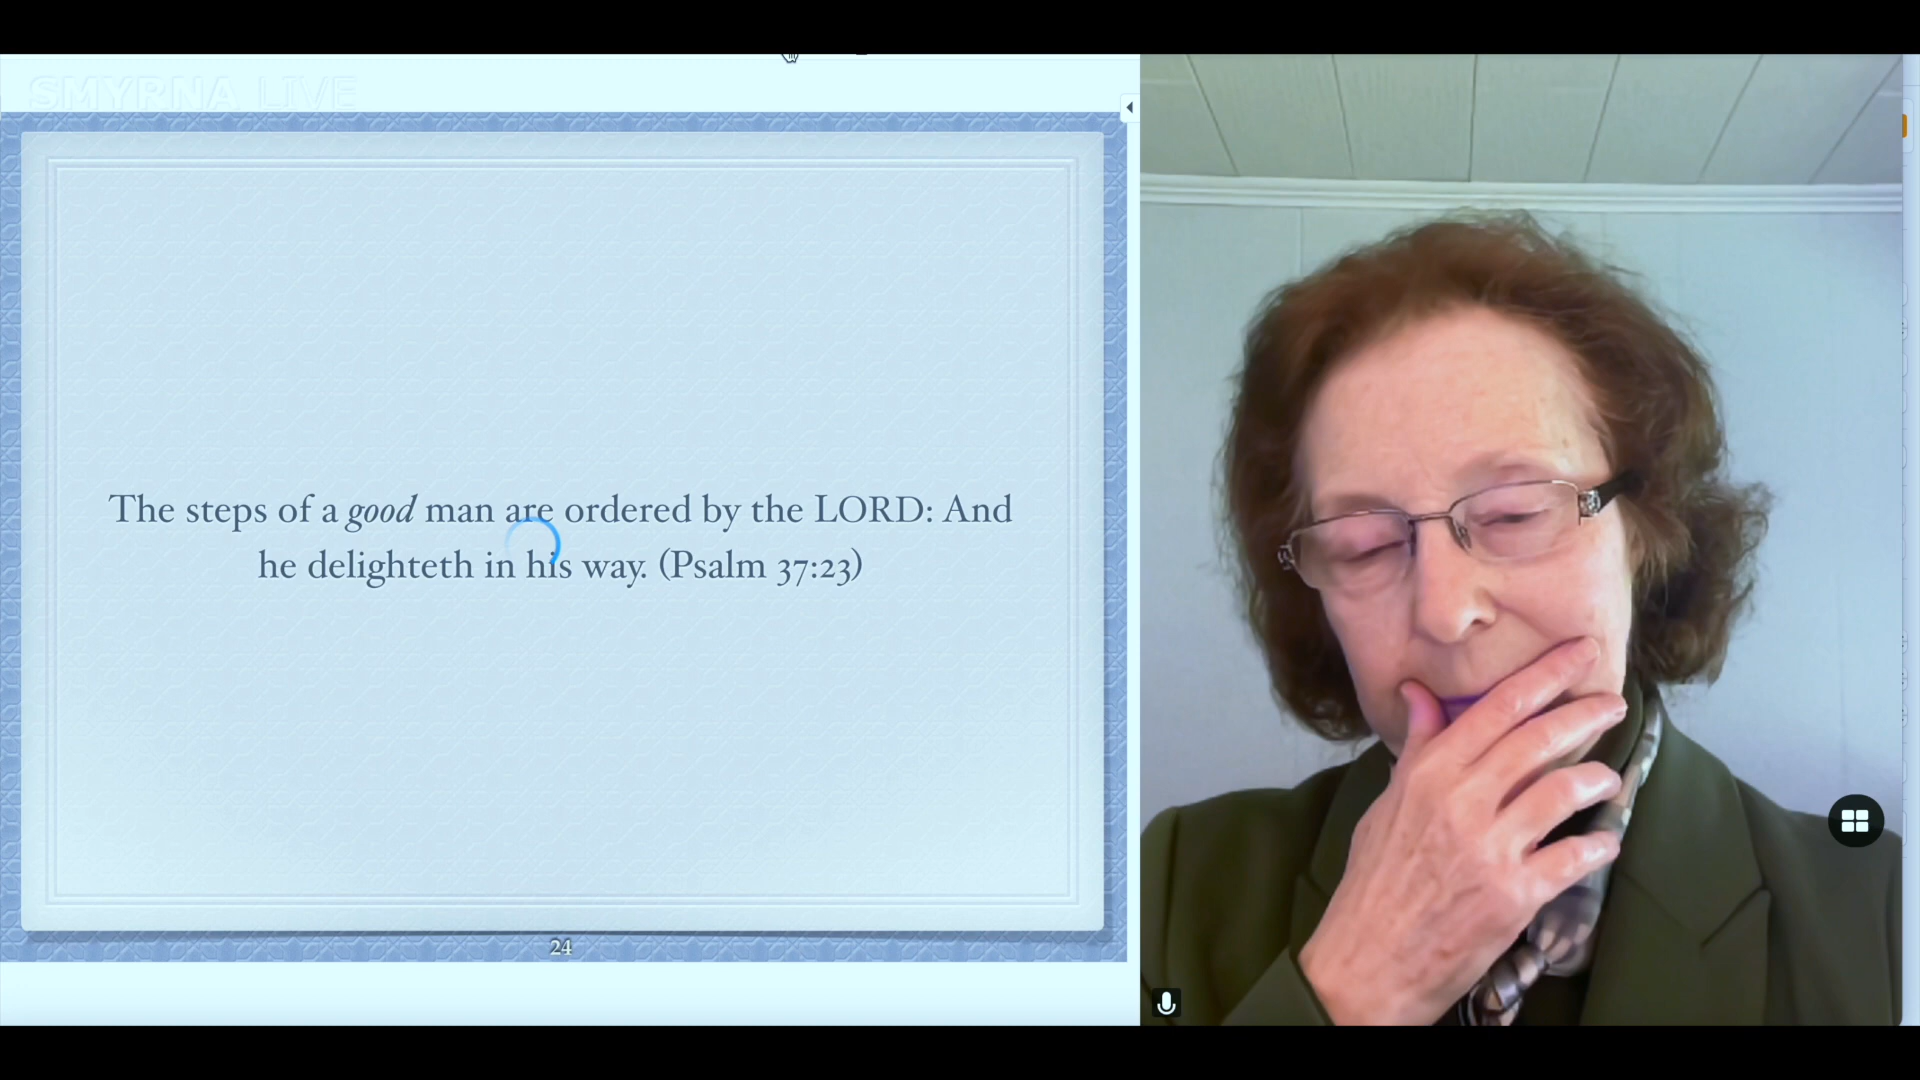 SMYRNA LIVE
The steps of a good man are ordered by the LORD: And
he delighteth in his way. (Psalm 37:23)
24